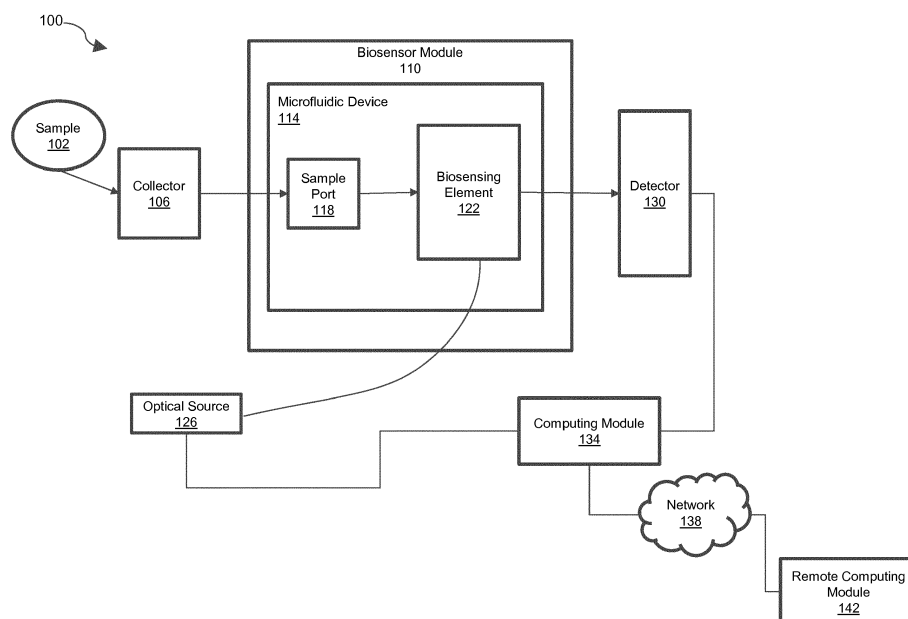 100
Biosensor Module
110
Microfluidic Device
114
Sample
102
Collector
106
Sample
Port
118
Biosensing
Element
122
Detector
130
Optical Source
126
Computing Module
134
Network
138
Remote Computing
Module
142